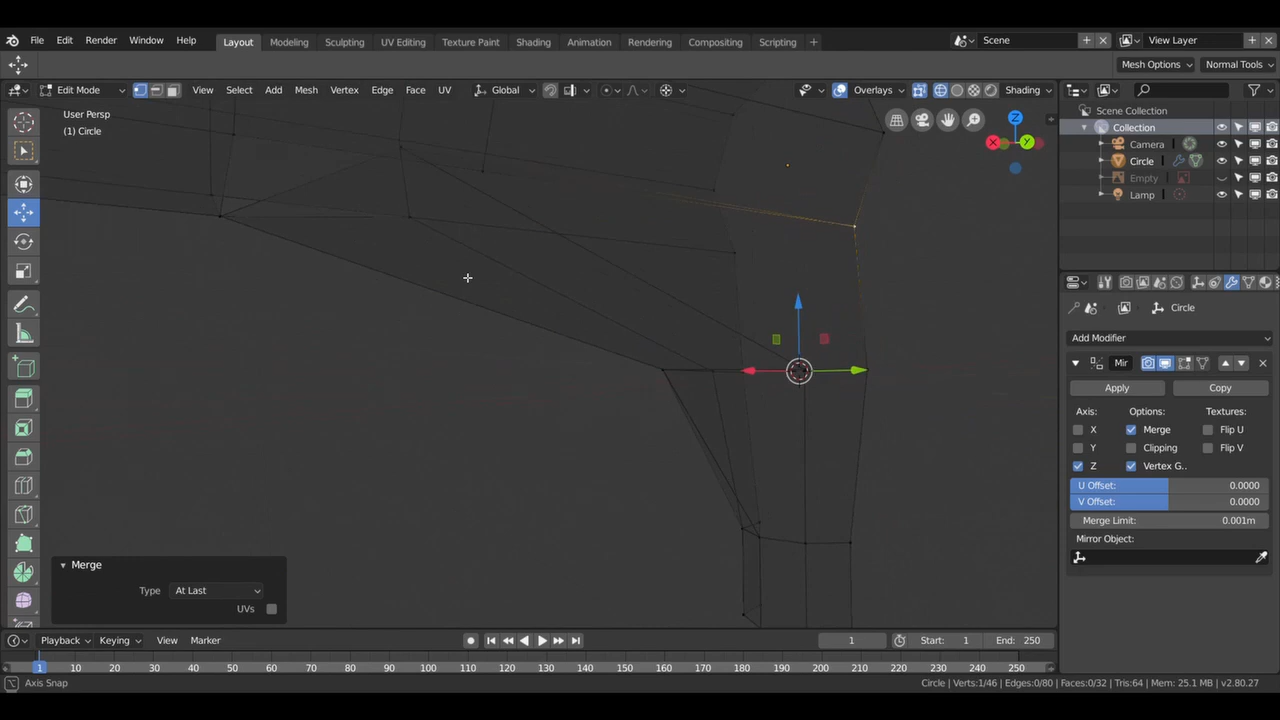 File Edit Render Window Help Layout Modeling Sculpting UV Editing Texture Paint Shading Animation Rendering Compositing Scripting + Scene View Layer
Mesh Options Normal Tools
Edit Mode View Select Add Mesh Vertex Edge Face UV Global Overlays Shading
User Persp
(1) Circle
Scene Collection
Collection
Camera
Circle
Empty
Lamp
Z
X
Y
Circle
Add Modifier
Mir
Apply Copy
Axis: Options: Textures:
X Merge Flip U
Y Clipping Flip V
Z Vertex G..
U Offset: 0.0000
V Offset: 0.0000
Merge Limit: 0.001m
Mirror Object:
Merge
Type At Last
UVs
Playback Keying View Marker 1 Start: 1 End: 250
1 10 20 30 40 50 60 70 80 90 100 110 120 130 140 150 160 170 180 190 200 210 220 230 240 250
Axis Snap Circle | Verts:1/46 | Edges:0/80 | Faces:0/32 | Tris:64 | Mem: 25.1 MB | v2.80.27